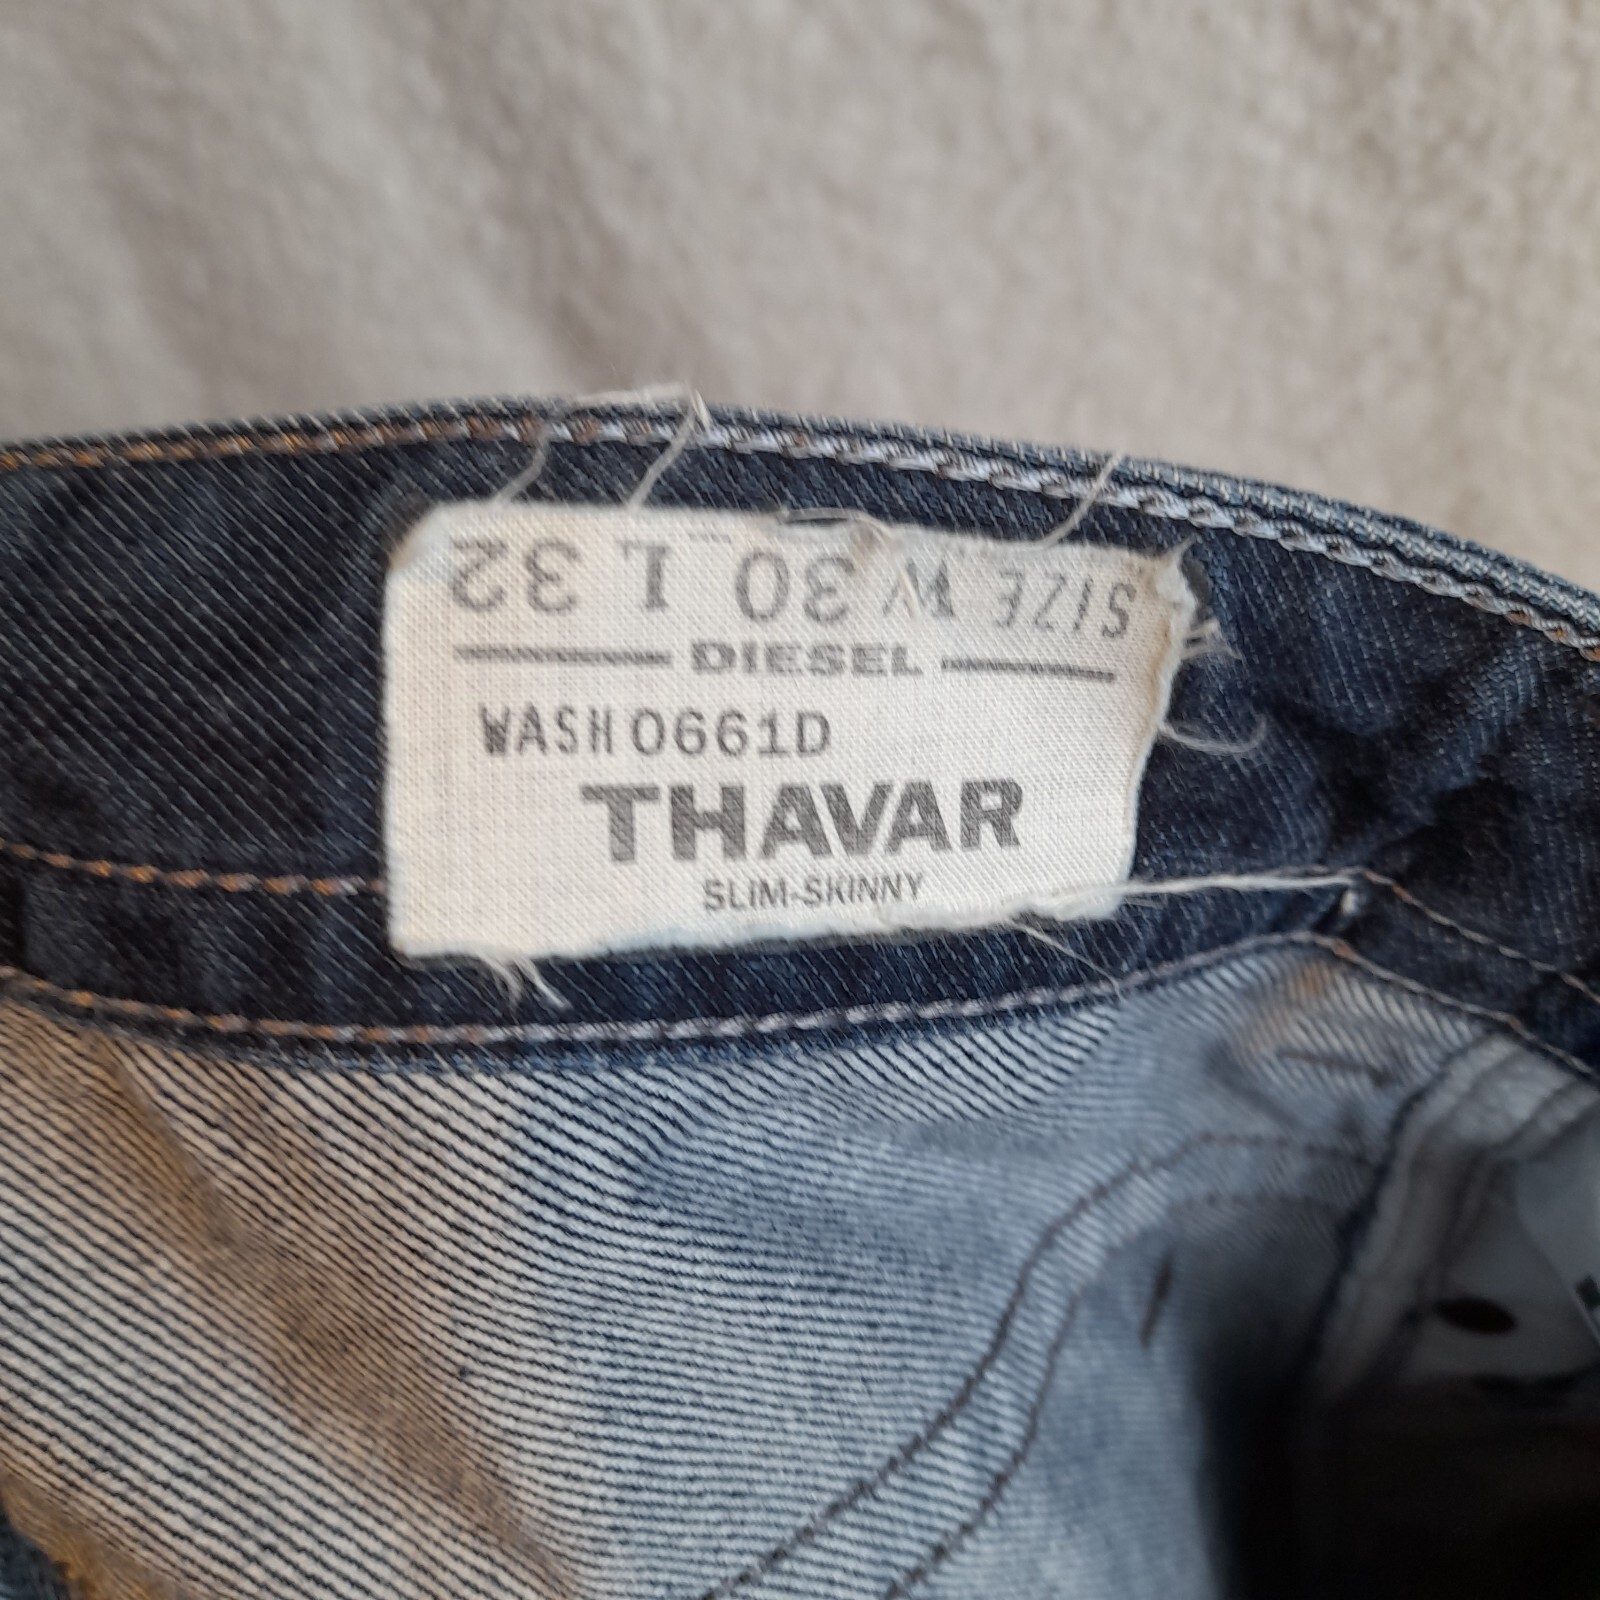 SIZE W 30 L 32
DIESEL
WASH 0661D
THAVAR
SLIM-SKINNY